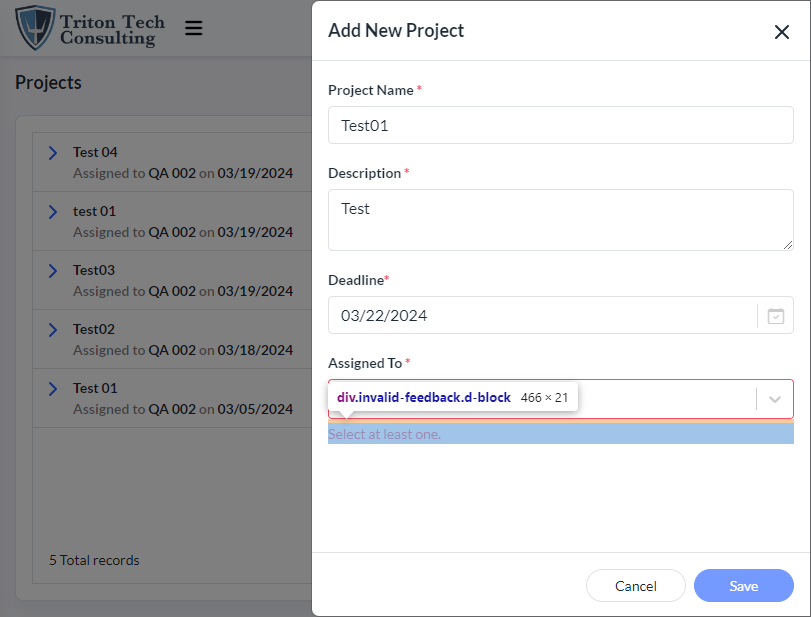 Triton Tech
Consulting
Projects
Test 04
Assigned to QA 002 on 03/19/2024
test 01
Assigned to QA 002 on 03/19/2024
Test03
Assigned to QA 002 on 03/19/2024
Test02
Assigned to QA 002 on 03/18/2024
Test 01
Assigned to QA 002 on 03/05/2024
5 Total records
Add New Project
Project Name *
Test01
Description *
Test
Deadline*
03/22/2024
Assigned To *
div.invalid-feedback.d-block 466 × 21
Select at least one.
Cancel
Save